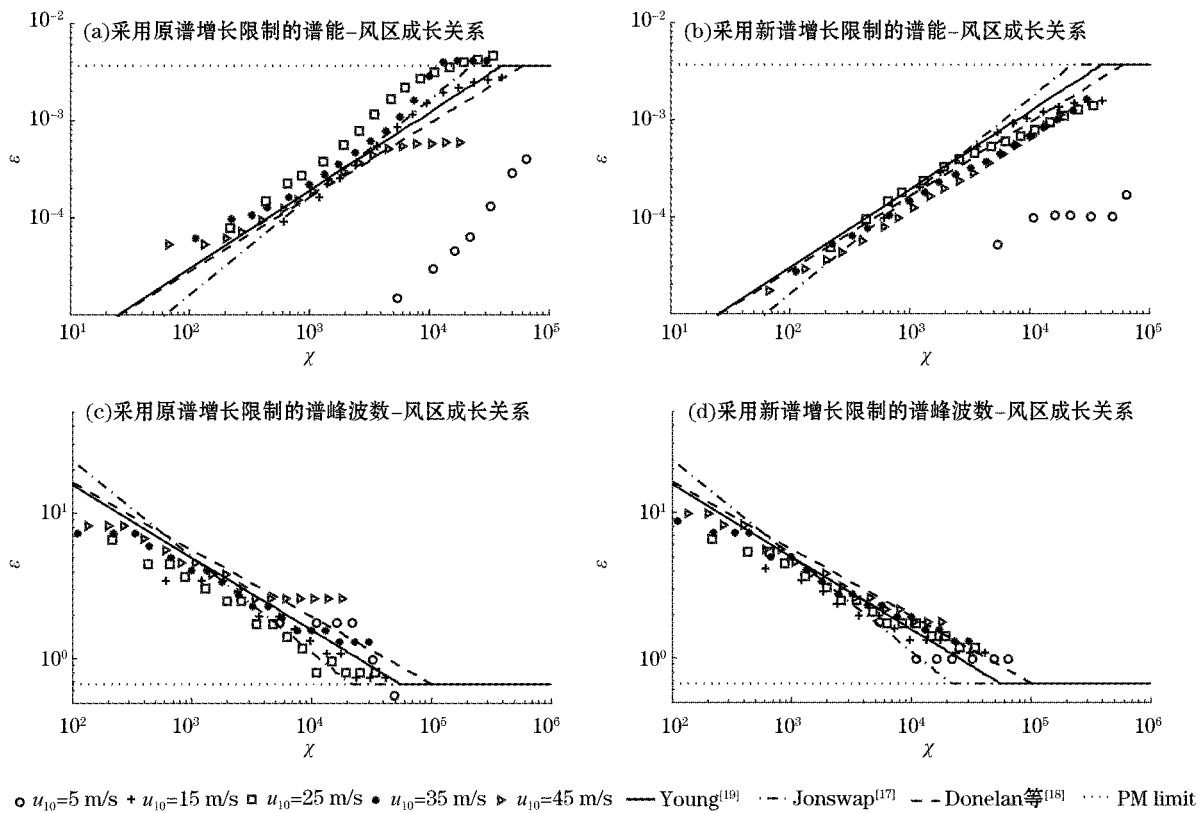 (a)采用原谱增长限制的谱能–风区成长关系
10⁻²
10⁻³
10⁻⁴
ε
10¹ 10² 10³ 10⁴ 10⁵
χ
(b)采用新谱增长限制的谱能–风区成长关系
10⁻²
10⁻³
10⁻⁴
ε
10¹ 10² 10³ 10⁴ 10⁵
χ
(c)采用原谱增长限制的谱峰波数–风区成长关系
10¹
10⁰
ε
10² 10³ 10⁴ 10⁵ 10⁶
χ
(d)采用新谱增长限制的谱峰波数–风区成长关系
10¹
10⁰
ε
10² 10³ 10⁴ 10⁵ 10⁶
χ
u₁₀=5 m/s u₁₀=15 m/s u₁₀=25 m/s u₁₀=35 m/s u₁₀=45 m/s Young[19] Jonswap[17] Donelan等[18] PM limit